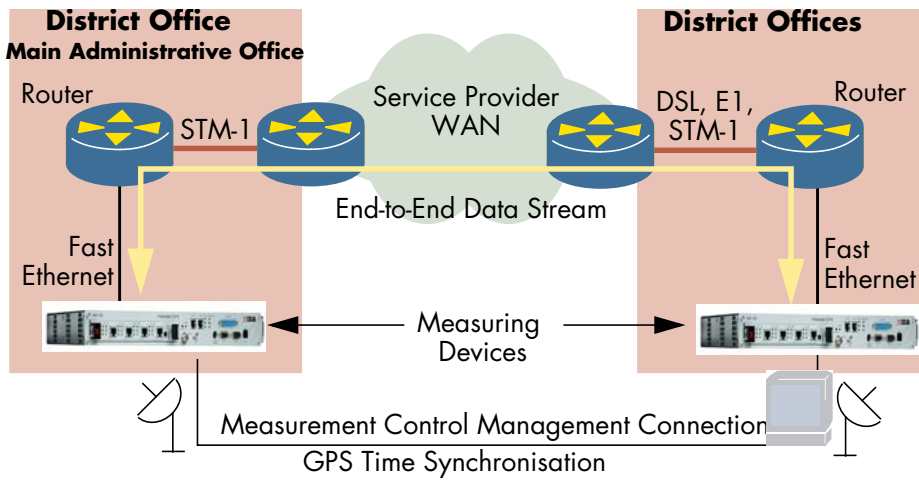 District Office
Main Administrative Office
District Offices
Router
STM-1
Service Provider
WAN
DSL, E1,
STM-1
Router
End-to-End Data Stream
Fast
Ethernet
Fast
Ethernet
Measuring
Devices
Measurement Control Management Connection
GPS Time Synchronisation